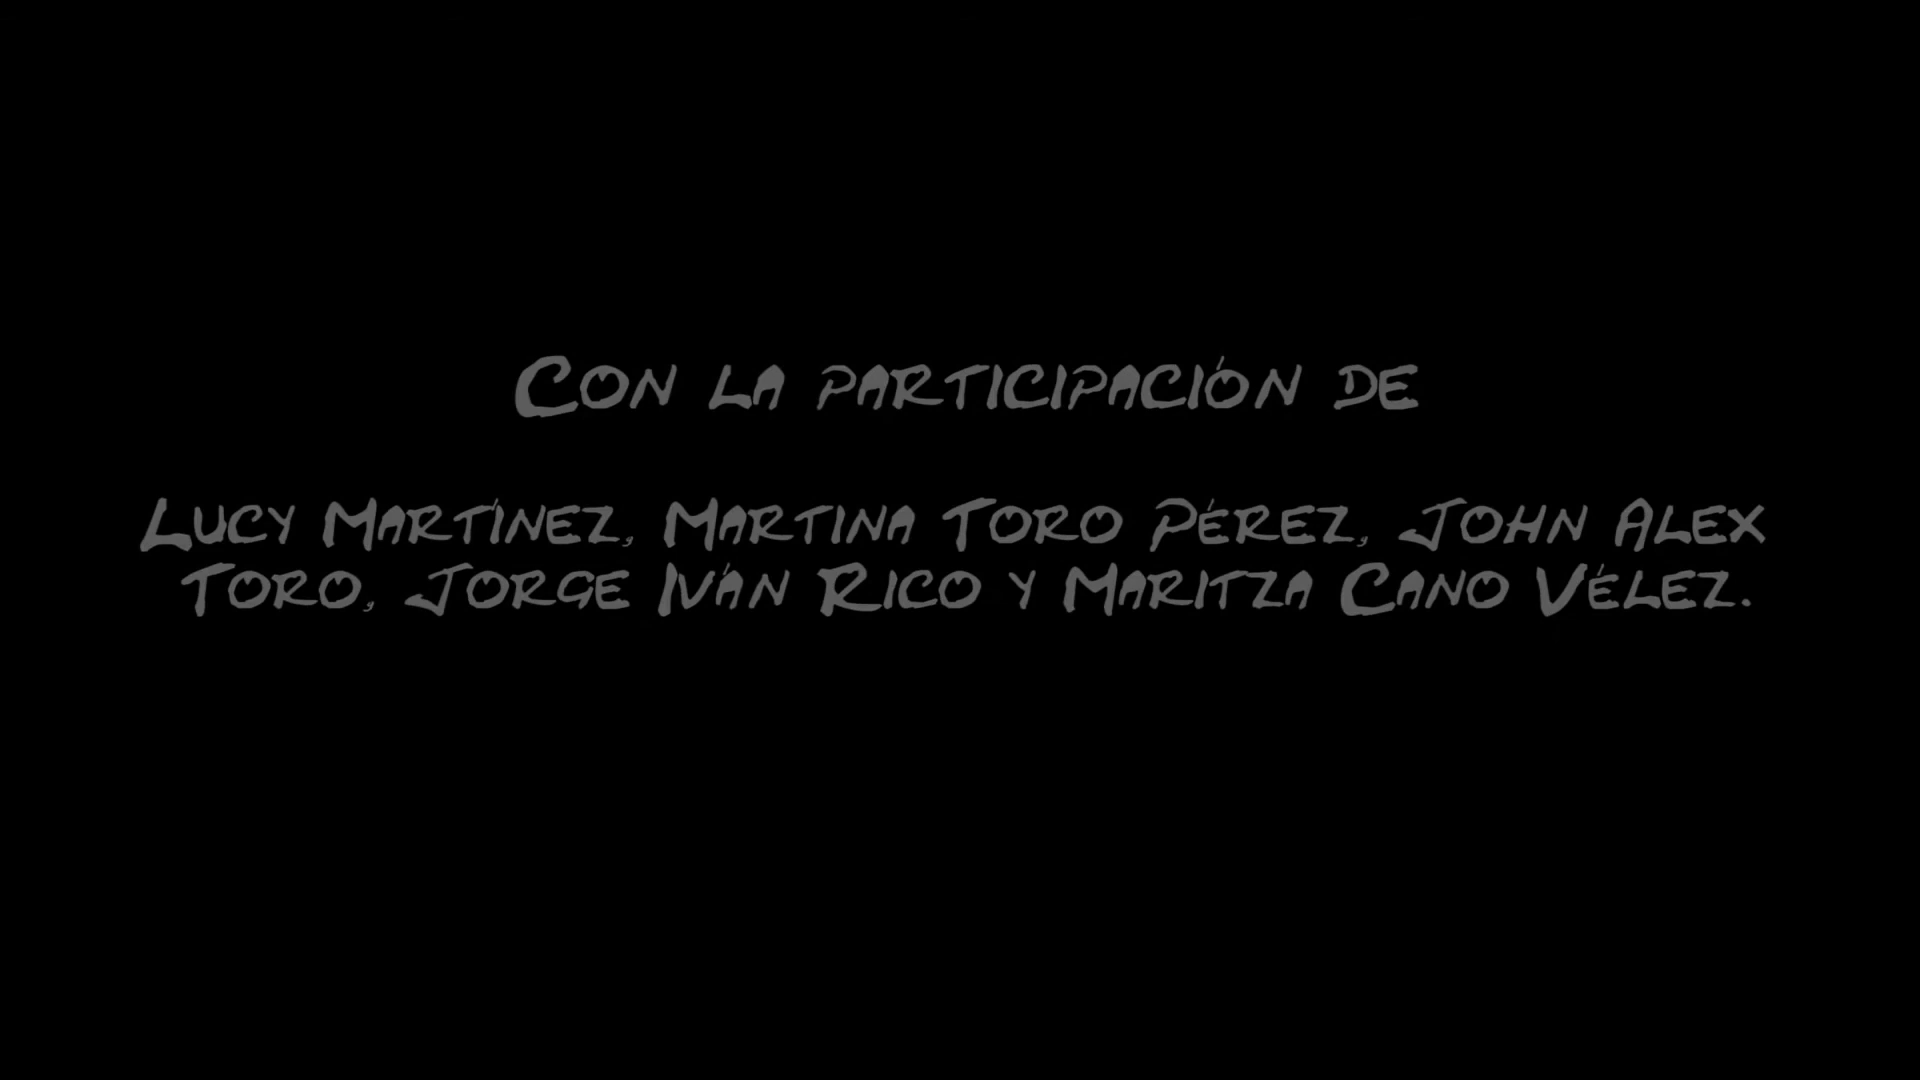 Con la participación de
Lucy Martínez, Martina Toro Pérez, John Alex
Toro, Jorge Iván Rico y Maritza Cano Vélez.